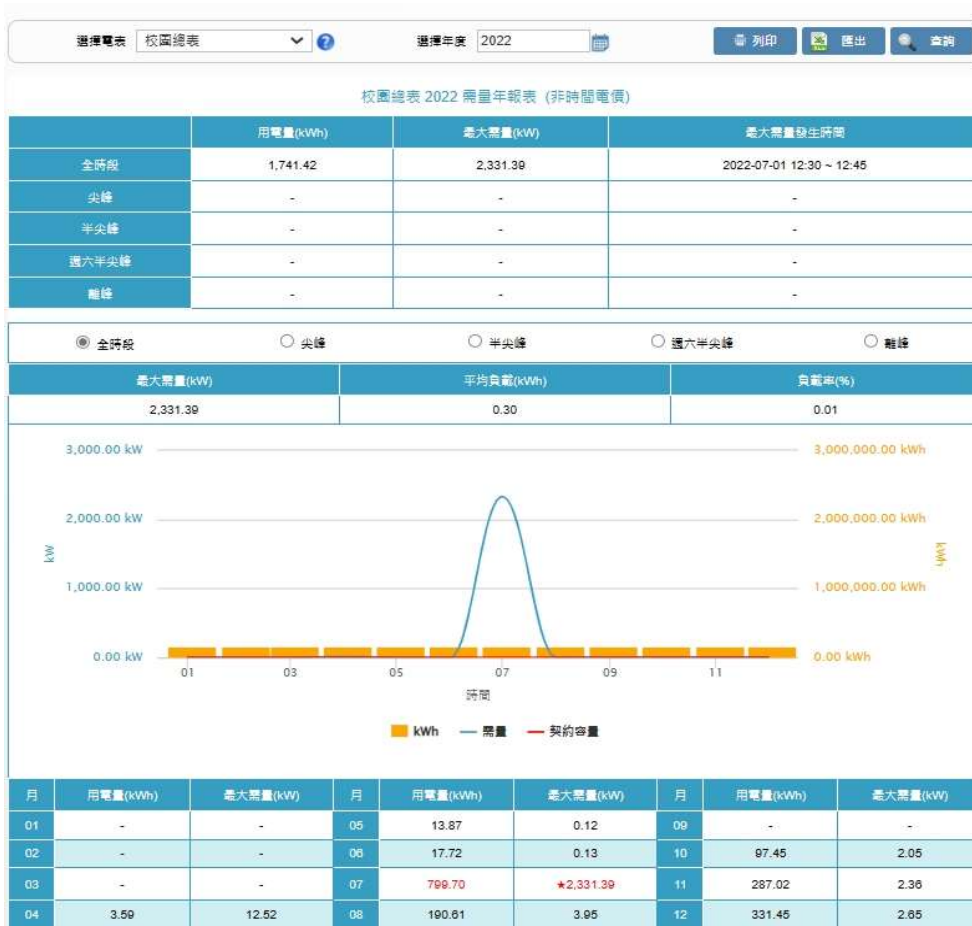 選擇電表 校園總表 選擇年度 2022 列印 匯出 查詢
校園總表 2022 需量年報表 (非時間電價)
用電量(kWh) 最大需量(kW) 最大需量發生時間
全時段 1,741.42 2,331.39 2022-07-01 12:30 ~ 12:45
尖峰 - - -
半尖峰 - - -
週六半尖峰 - - -
離峰 - - -
全時段 尖峰 半尖峰 週六半尖峰 離峰
最大需量(kW) 平均負載(kWh) 負載率(%)
2,331.39 0.30 0.01
3,000.00 kW 3,000,000.00 kWh
2,000.00 kW 2,000,000.00 kWh
kW kWh
1,000.00 kW 1,000,000.00 kWh
0.00 kW 0.00 kWh
01 03 05 07 09 11
時間
kWh 需量 契約容量
月 用電量(kWh) 最大需量(kW) 月 用電量(kWh) 最大需量(kW) 月 用電量(kWh) 最大需量(kW)
01 - - 05 13.87 0.12 09 - -
02 - - 06 17.72 0.13 10 97.45 2.05
03 - - 07 799.70 ★2,331.39 11 287.02 2.36
04 3.59 12.52 08 190.61 3.95 12 331.45 2.65